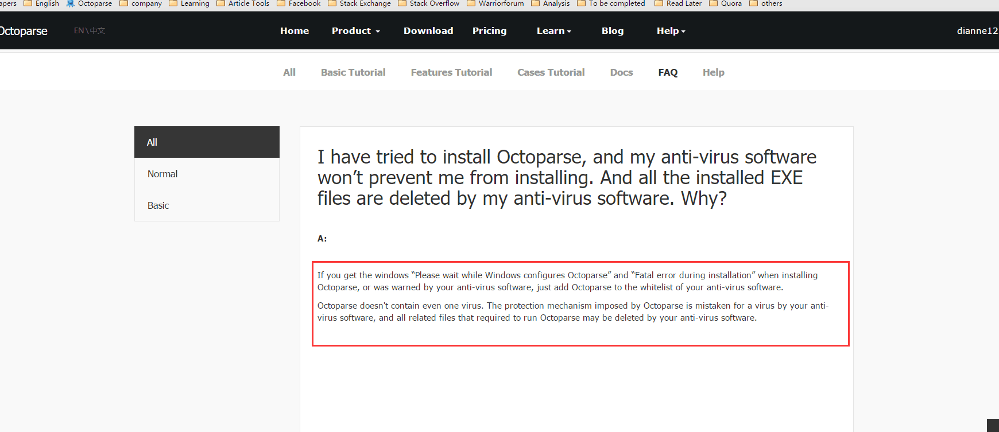 apers English Octoparse company Learning Article Tools Facebook Stack Exchange Stack Overflow Warriorforum Analysis To be completed Read Later Quora others
Octoparse EN\中文 Home Product Download Pricing Learn Blog Help dianne12
All Basic Tutorial Features Tutorial Cases Tutorial Docs FAQ Help
All
Normal
Basic
I have tried to install Octoparse, and my anti-virus software
won’t prevent me from installing. And all the installed EXE
files are deleted by my anti-virus software. Why?
A:
If you get the windows “Please wait while Windows configures Octoparse” and “Fatal error during installation” when installing
Octoparse, or was warned by your anti-virus software, just add Octoparse to the whitelist of your anti-virus software.
Octoparse doesn't contain even one virus. The protection mechanism imposed by Octoparse is mistaken for a virus by your anti-
virus software, and all related files that required to run Octoparse may be deleted by your anti-virus software.